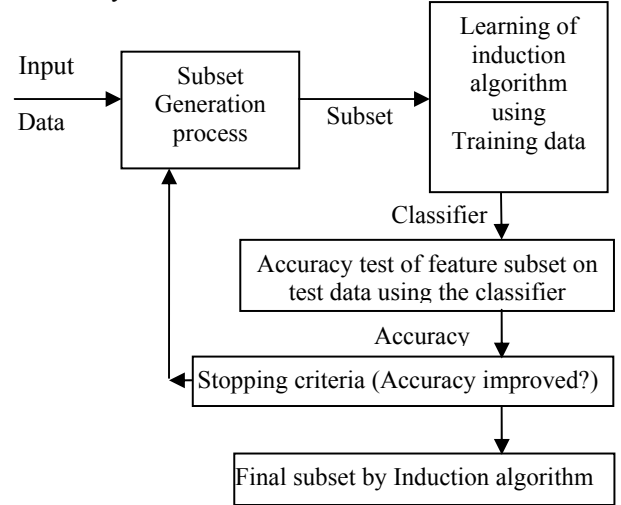 Input
Data
Subset
Generation
process
Subset
Learning of
induction
algorithm
using
Training data
Classifier
Accuracy test of feature subset on
test data using the classifier
Accuracy
Stopping criteria (Accuracy improved?)
Final subset by Induction algorithm